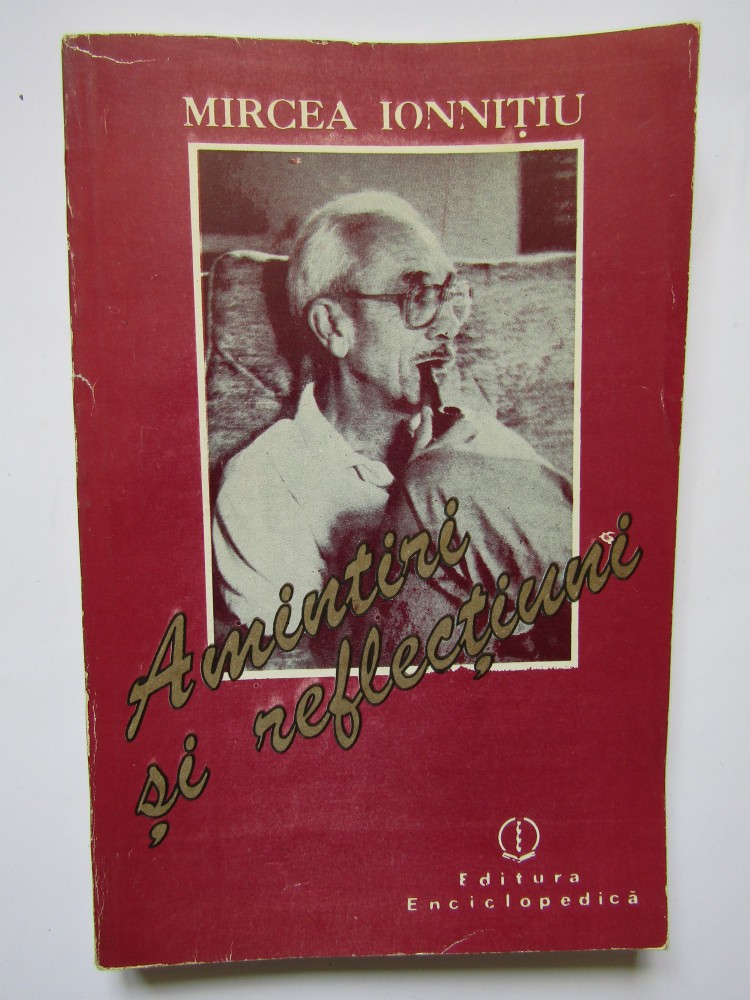 MIRCEA IONNIȚIU
Amintiri
și reflecțiuni
Editura
Enciclopedică